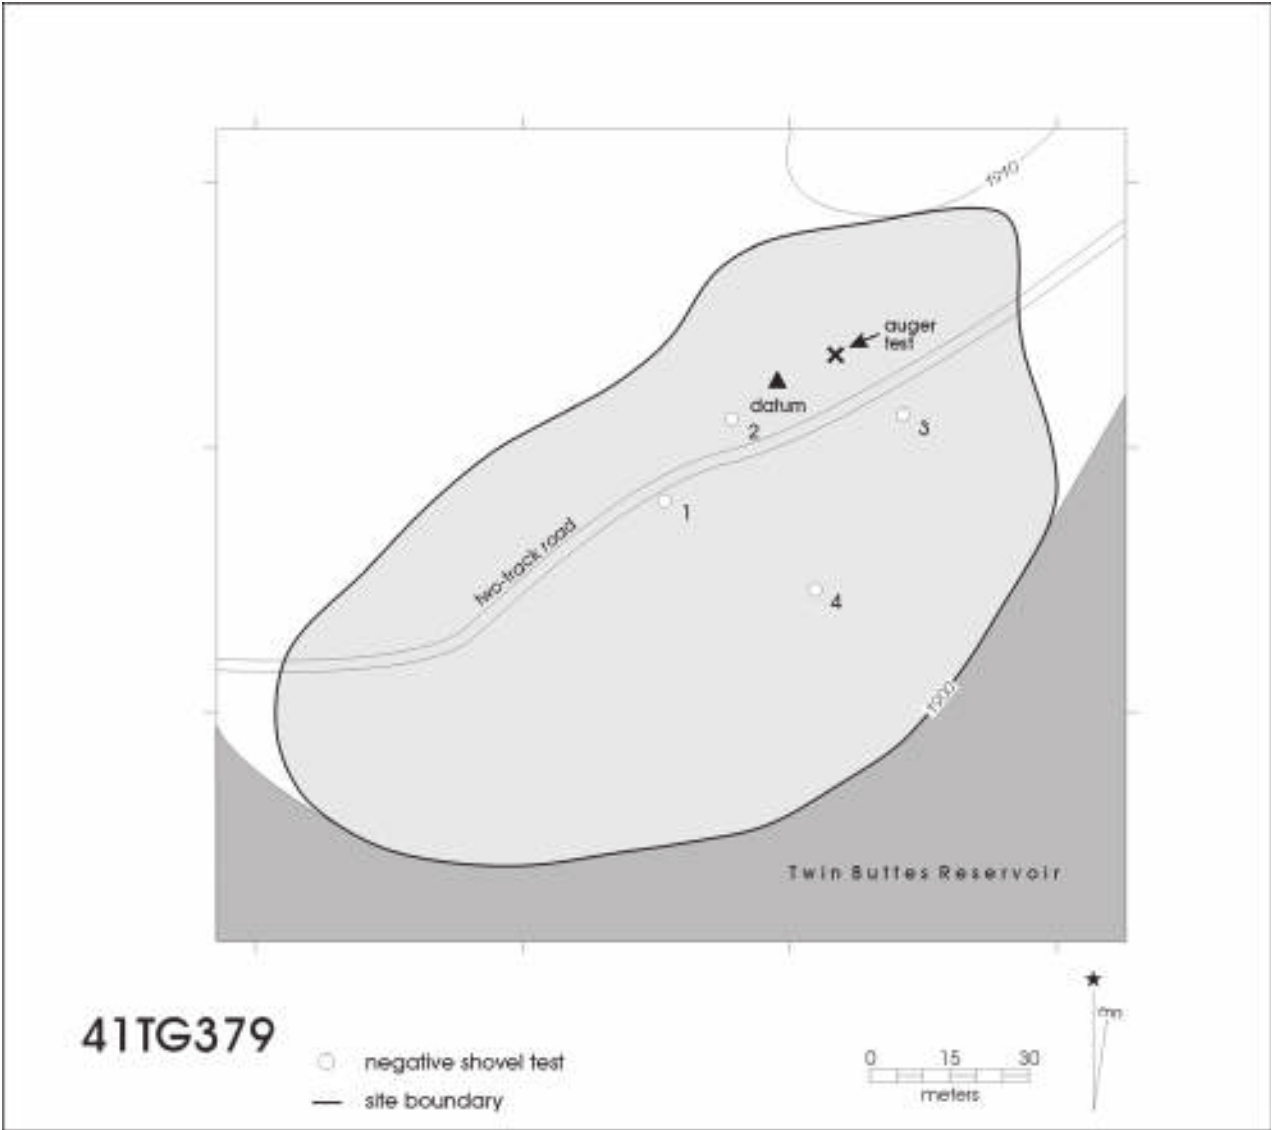 1910
auger
test
datum
2
3
1
two-track road
4
1900
Twin Buttes Reservoir
41TG379
negative shovel test
site boundary
0 15 30
meters
mn